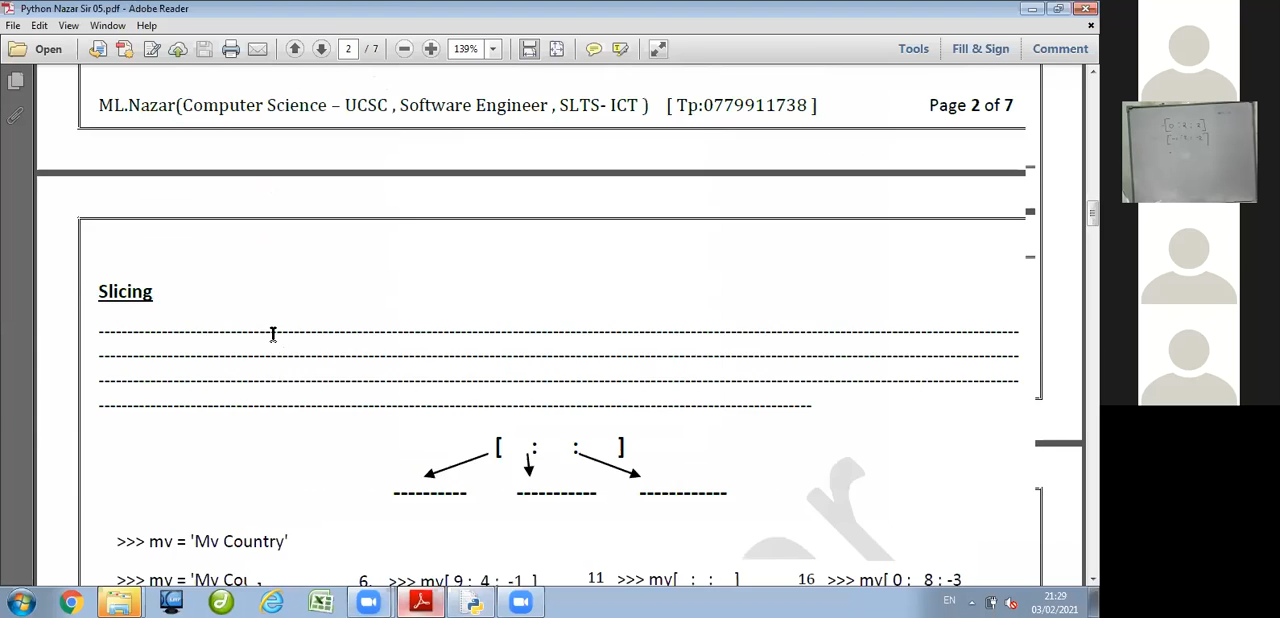 Python Nazar Sir 05.pdf - Adobe Reader
File Edit View Window Help
Open 2 / 7 139% Tools Fill & Sign Comment
ML.Nazar(Computer Science – UCSC , Software Engineer , SLTS- ICT ) [ Tp:0779911738 ] Page 2 of 7
Slicing
[ : : ]
>>> my = 'My Country'
>>> my = 'My Cou
6. >>> my[ 9 : 4 : -1 ]
11 >>> my[ : : ]
16 >>> my[ 0 : 8 : -3
EN 21:29
03/02/2021